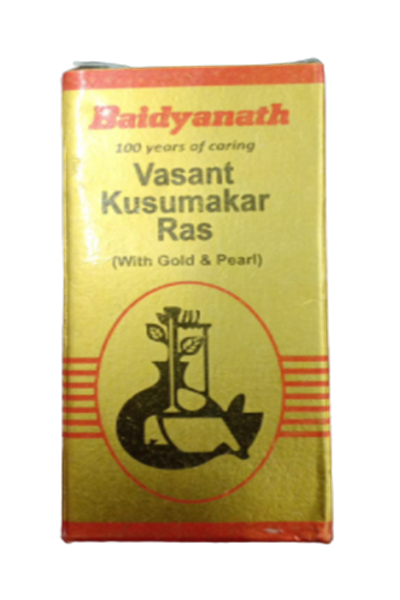 Baidyanath
100 years of caring
Vasant
Kusumakar
Ras
(With Gold & Pearl)